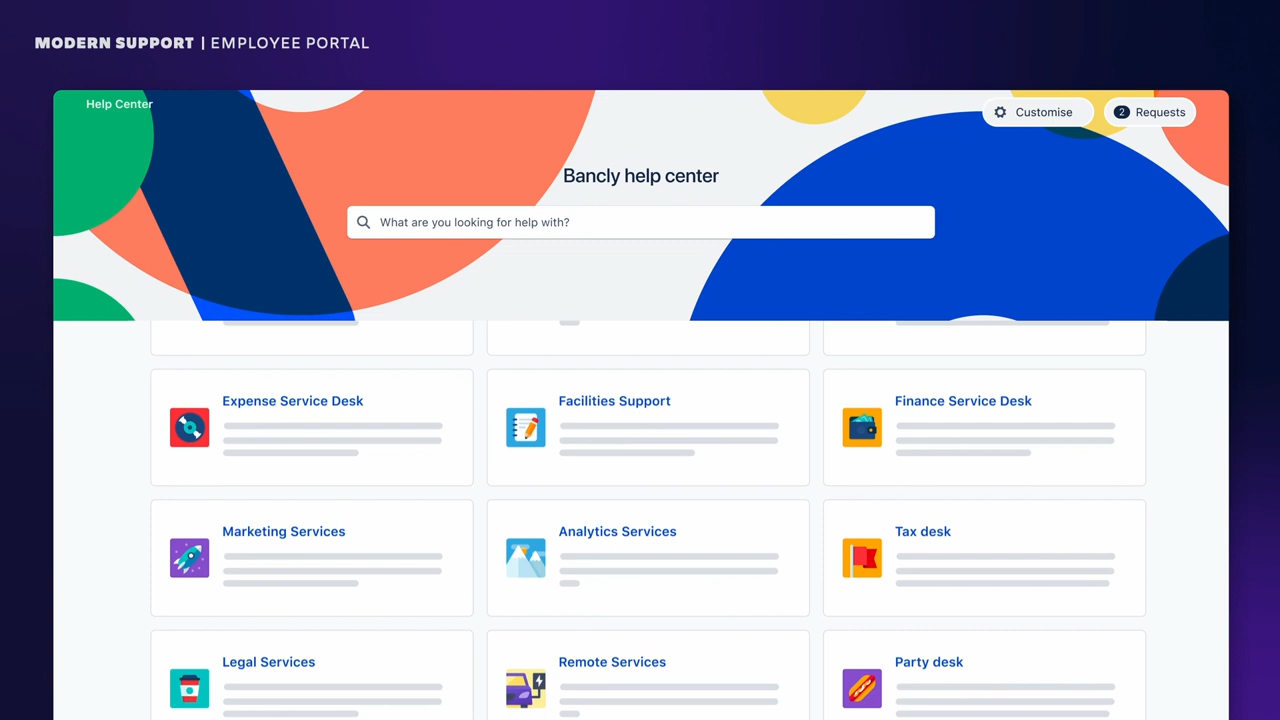 MODERN SUPPORT | EMPLOYEE PORTAL
Help Center
Customise
2 Requests
Bancly help center
What are you looking for help with?
Expense Service Desk
Facilities Support
Finance Service Desk
Marketing Services
Analytics Services
Tax desk
Legal Services
Remote Services
Party desk